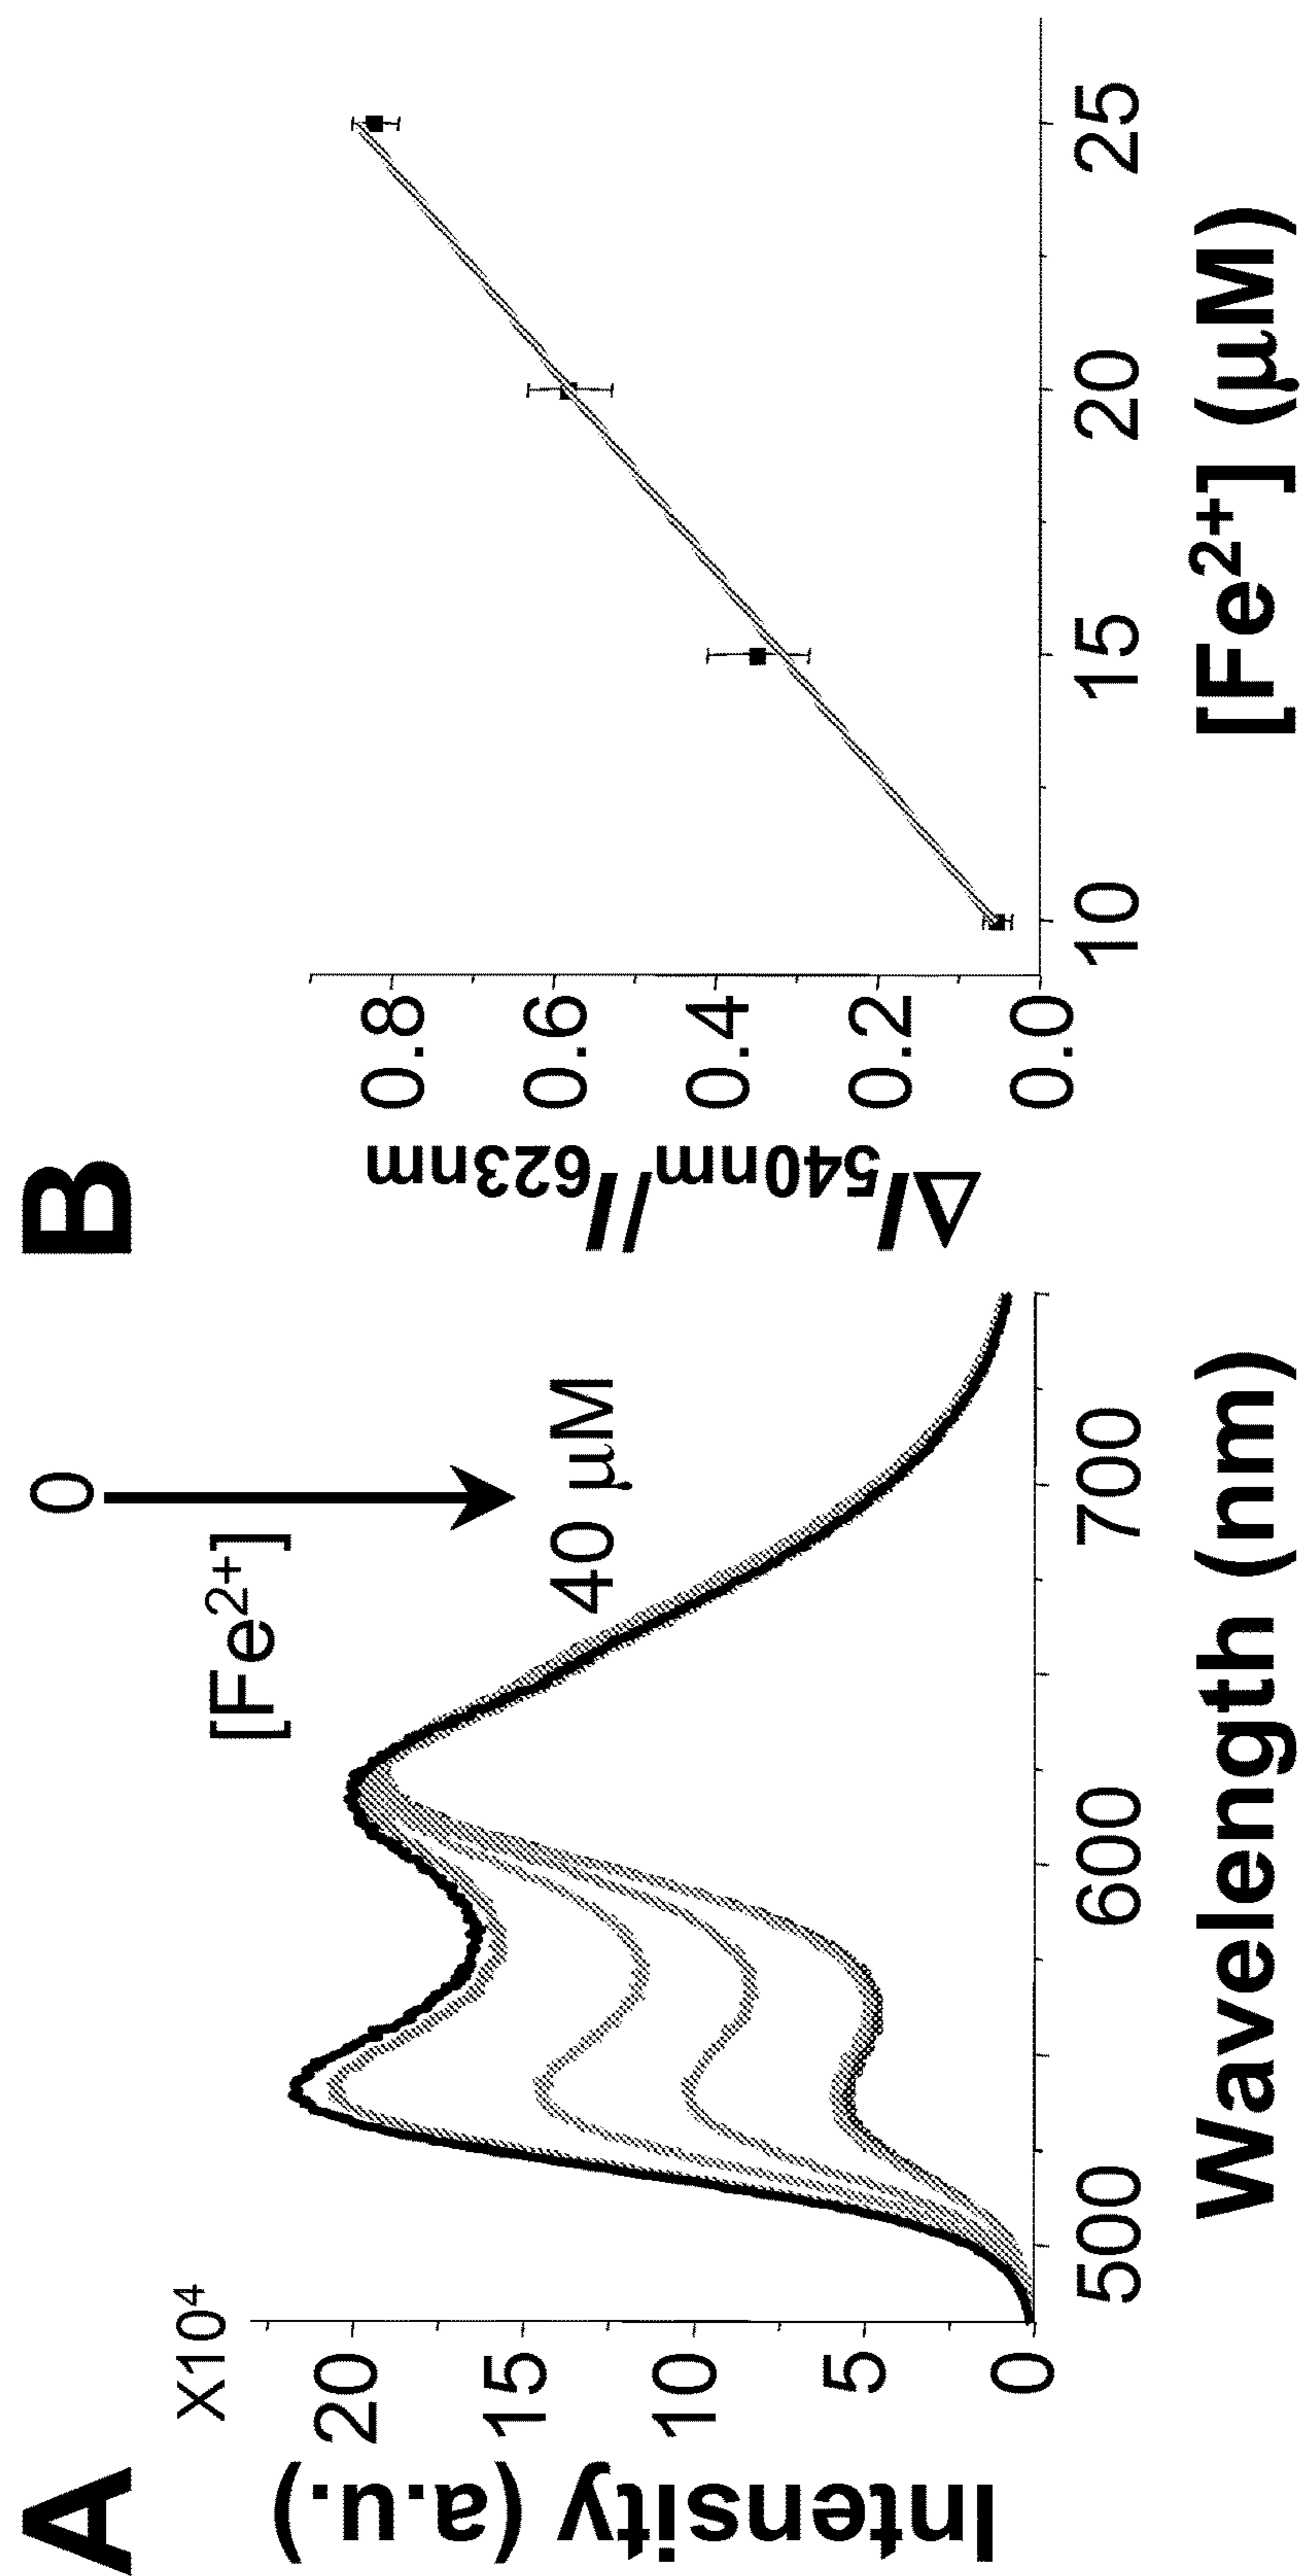 A
X10⁴
Intensity (a.u.)
20
15
10
5
0
[Fe²⁺]
0
40 μM
500
600
700
Wavelength (nm)
B
ΔI540nm/I623nm
0.8
0.6
0.4
0.2
0.0
10
15
20
25
[Fe²⁺] (μM)